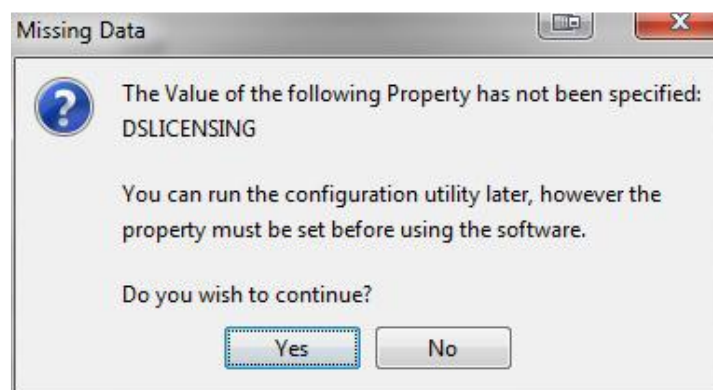 Missing Data
The Value of the following Property has not been specified:
DSLICENSING
You can run the configuration utility later, however the
property must be set before using the software.
Do you wish to continue?
Yes No